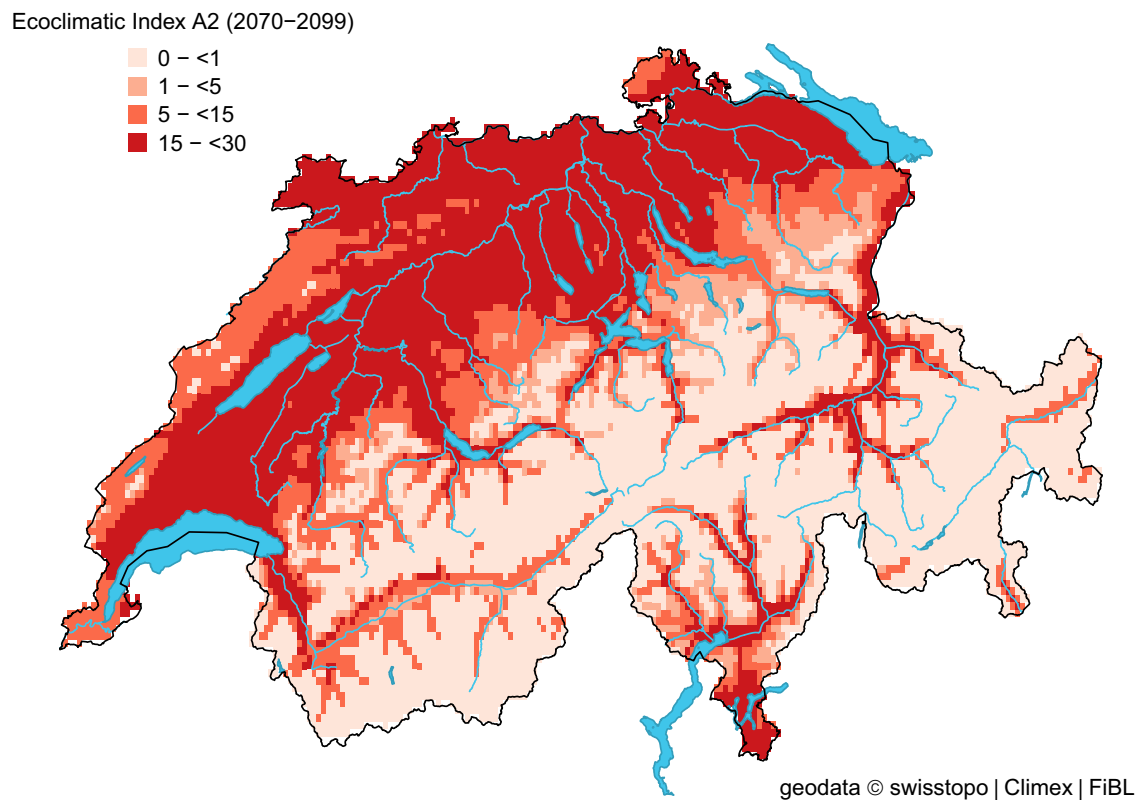 Ecoclimatic Index A2 (2070−2099)
0 − <1
1 − <5
5 − <15
15 − <30
geodata © swisstopo | Climex | FiBL